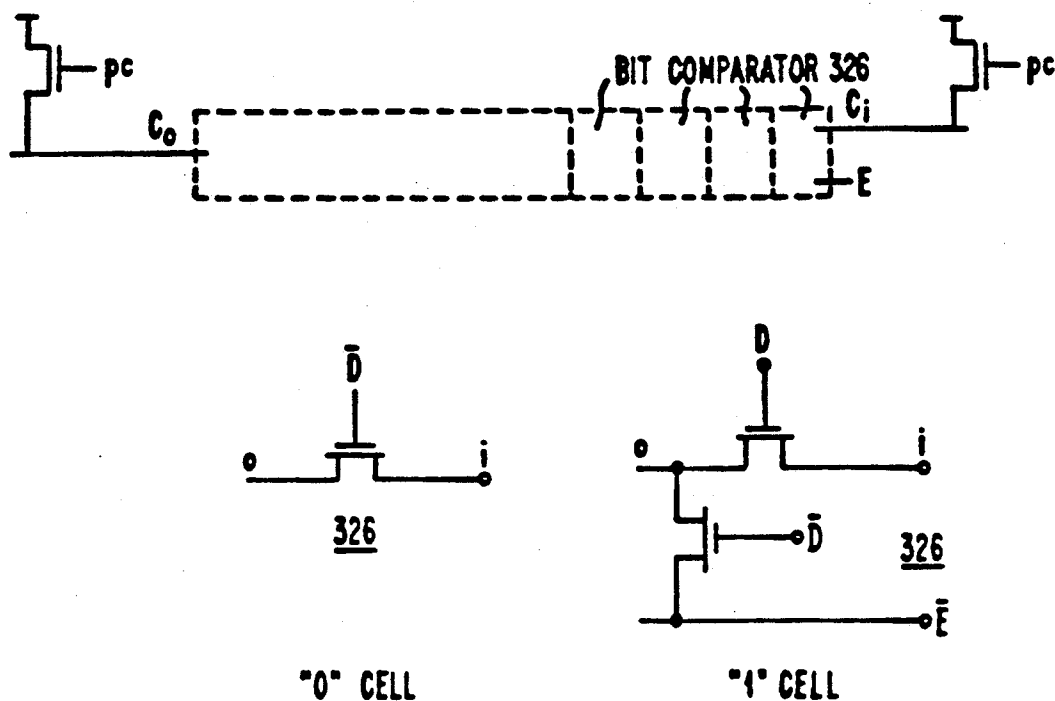 pc
pc
BIT COMPARATOR 326
Co
Ci
E
D̄
D
o
i
o
i
326
D̄
326
Ē
"0" CELL
"1" CELL